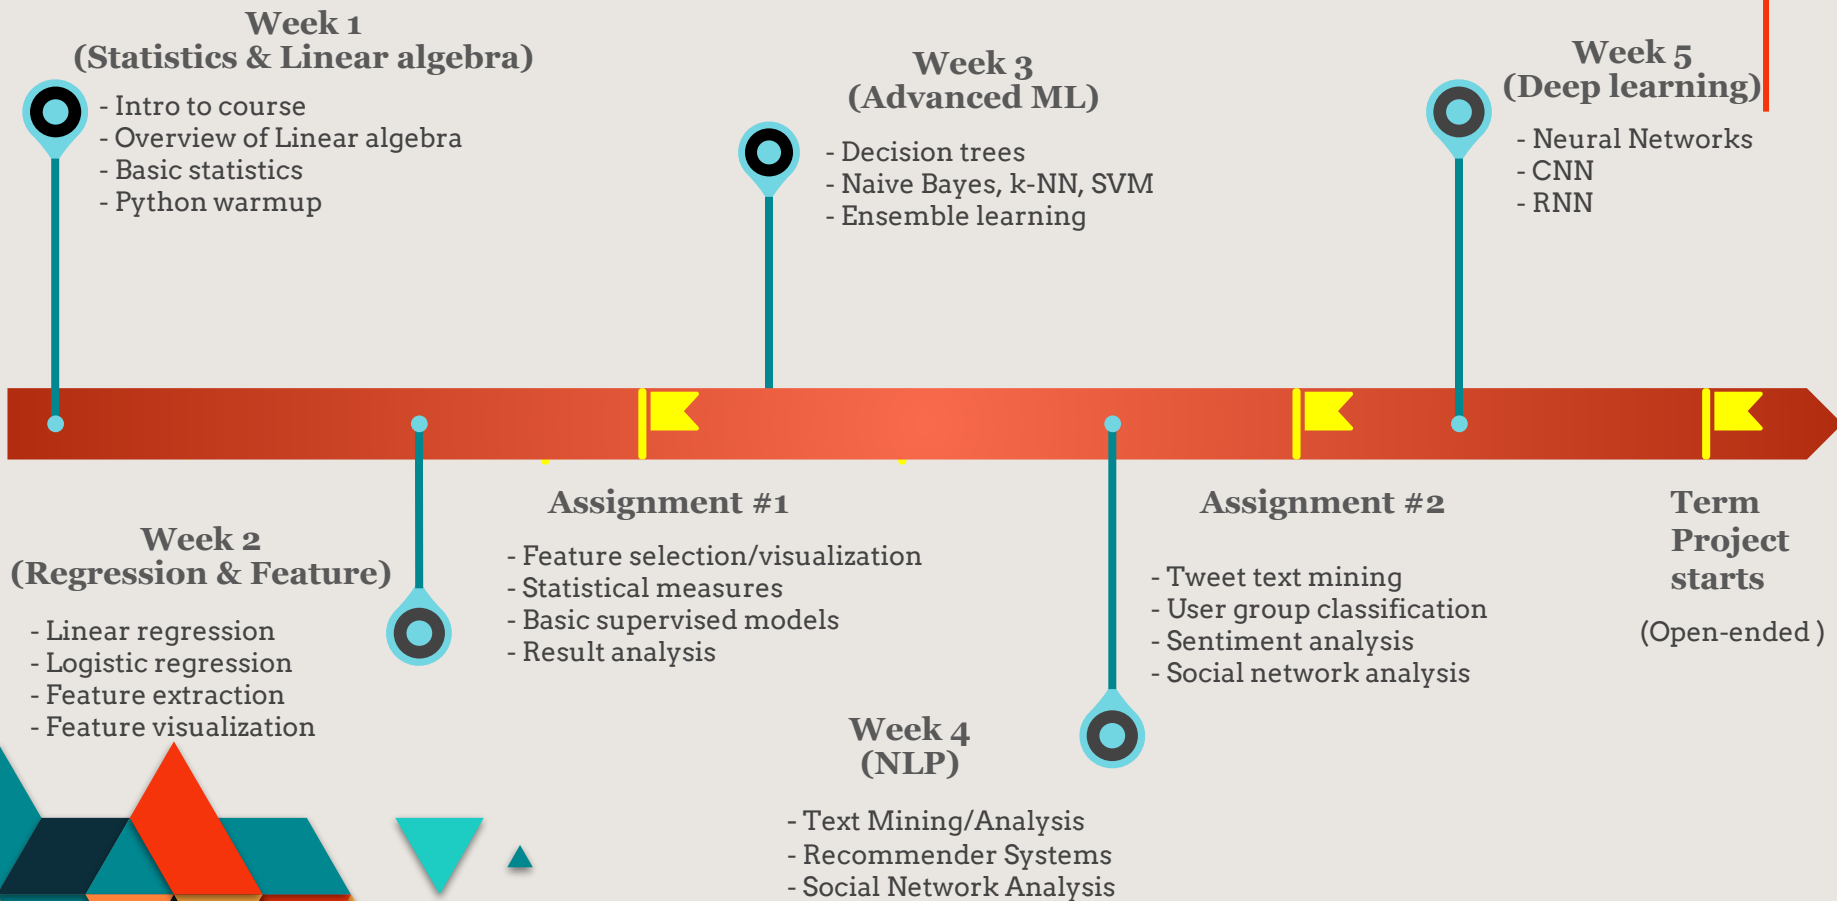 Week 1
(Statistics & Linear algebra)
- Intro to course
- Overview of Linear algebra
- Basic statistics
- Python warmup
Week 3
(Advanced ML)
- Decision trees
- Naive Bayes, k-NN, SVM
- Ensemble learning
Week 5
(Deep learning)
- Neural Networks
- CNN
- RNN
Week 2
(Regression & Feature)
- Linear regression
- Logistic regression
- Feature extraction
- Feature visualization
Assignment #1
- Feature selection/visualization
- Statistical measures
- Basic supervised models
- Result analysis
Week 4
(NLP)
- Text Mining/Analysis
- Recommender Systems
- Social Network Analysis
Assignment #2
- Tweet text mining
- User group classification
- Sentiment analysis
- Social network analysis
Term
Project
starts
(Open-ended )